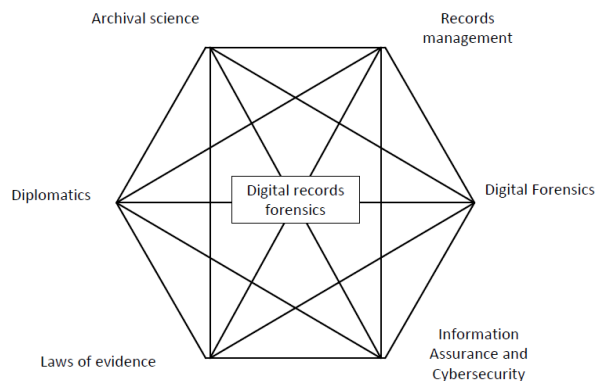 Archival science
Records
management
Diplomatics
Digital records
forensics
Digital Forensics
Laws of evidence
Information
Assurance and
Cybersecurity